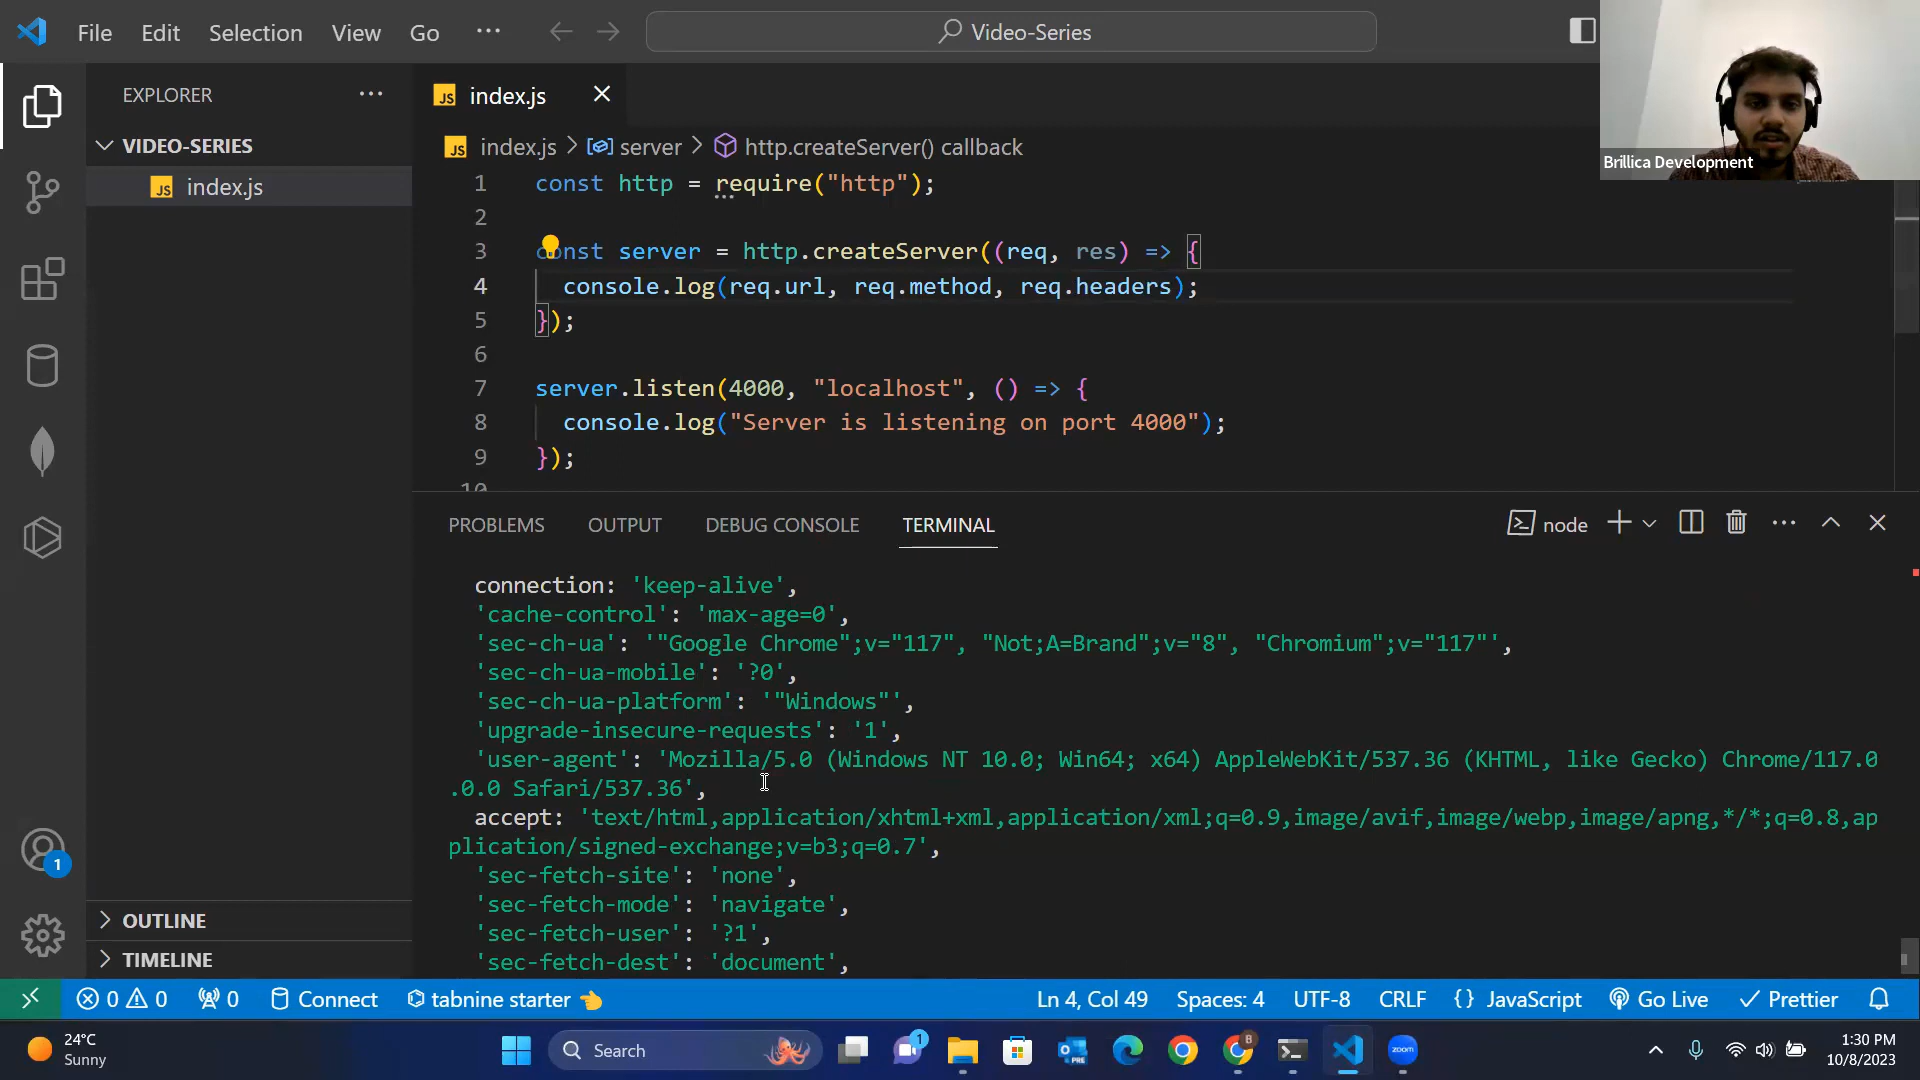 File Edit Selection View Go ... Video-Series
Brillica Development
EXPLORER ...
VIDEO-SERIES
JS index.js
JS index.js
JS index.js > server > http.createServer() callback
1 const http = require("http");
2
3 const server = http.createServer((req, res) => {
4 console.log(req.url, req.method, req.headers);
5 });
6
7 server.listen(4000, "localhost", () => {
8 console.log("Server is listening on port 4000");
9 });
10
PROBLEMS OUTPUT DEBUG CONSOLE TERMINAL node
connection: 'keep-alive',
'cache-control': 'max-age=0',
'sec-ch-ua': '"Google Chrome";v="117", "Not;A=Brand";v="8", "Chromium";v="117"',
'sec-ch-ua-mobile': '?0',
'sec-ch-ua-platform': '"Windows"',
'upgrade-insecure-requests': '1',
'user-agent': 'Mozilla/5.0 (Windows NT 10.0; Win64; x64) AppleWebKit/537.36 (KHTML, like Gecko) Chrome/117.0
.0.0 Safari/537.36',
accept: 'text/html,application/xhtml+xml,application/xml;q=0.9,image/avif,image/webp,image/apng,*/*;q=0.8,ap
plication/signed-exchange;v=b3;q=0.7',
'sec-fetch-site': 'none',
'sec-fetch-mode': 'navigate',
'sec-fetch-user': '?1',
'sec-fetch-dest': 'document',
1
OUTLINE
TIMELINE
0 0 0 Connect tabnine starter Ln 4, Col 49 Spaces: 4 UTF-8 CRLF {} JavaScript Go Live Prettier
24°C
Sunny
Search
1
PRE
B
zoom
1:30 PM
10/8/2023